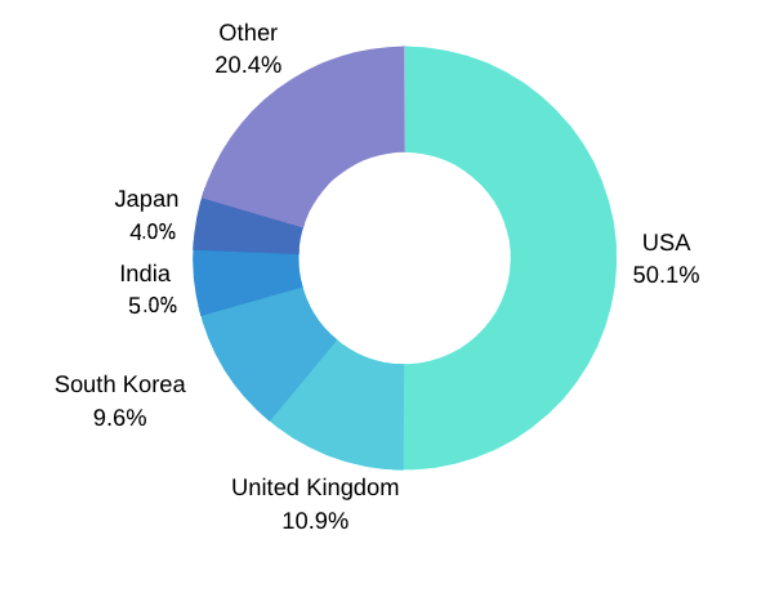 Other
20.4%
Japan
4.0%
India
5.0%
South Korea
9.6%
United Kingdom
10.9%
USA
50.1%